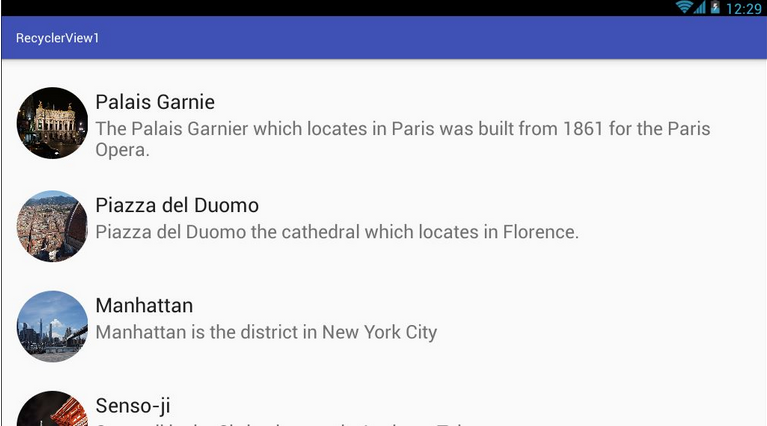 12:29
RecyclerView1
Palais Garnie
The Palais Garnier which locates in Paris was built from 1861 for the Paris
Opera.
Piazza del Duomo
Piazza del Duomo the cathedral which locates in Florence.
Manhattan
Manhattan is the district in New York City
Senso-ji